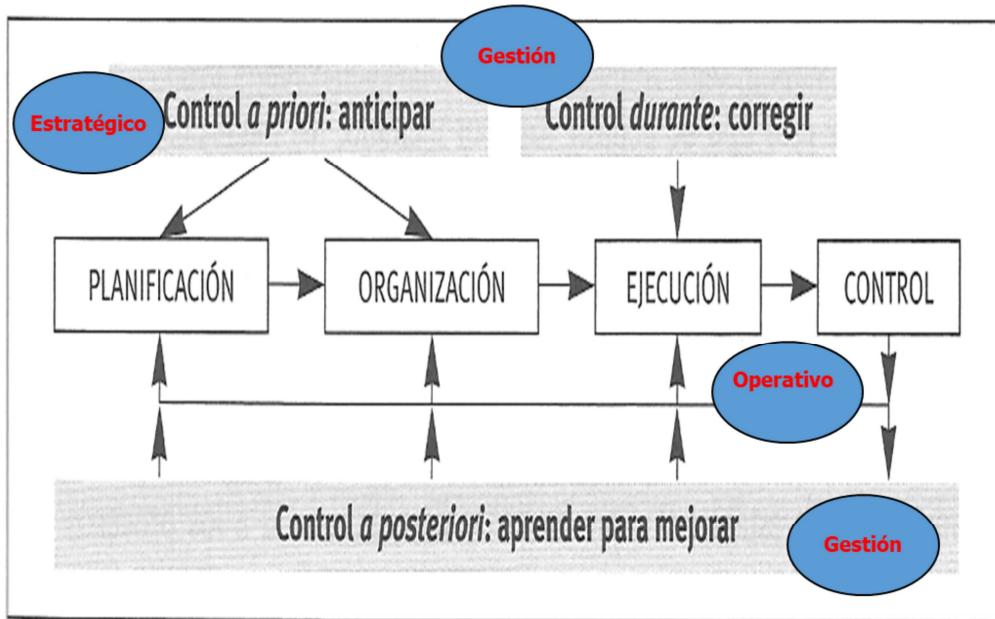 Gestión
Estratégico
Control a priori: anticipar
Control durante: corregir
PLANIFICACIÓN
ORGANIZACIÓN
EJECUCIÓN
CONTROL
Operativo
Control a posteriori: aprender para mejorar
Gestión